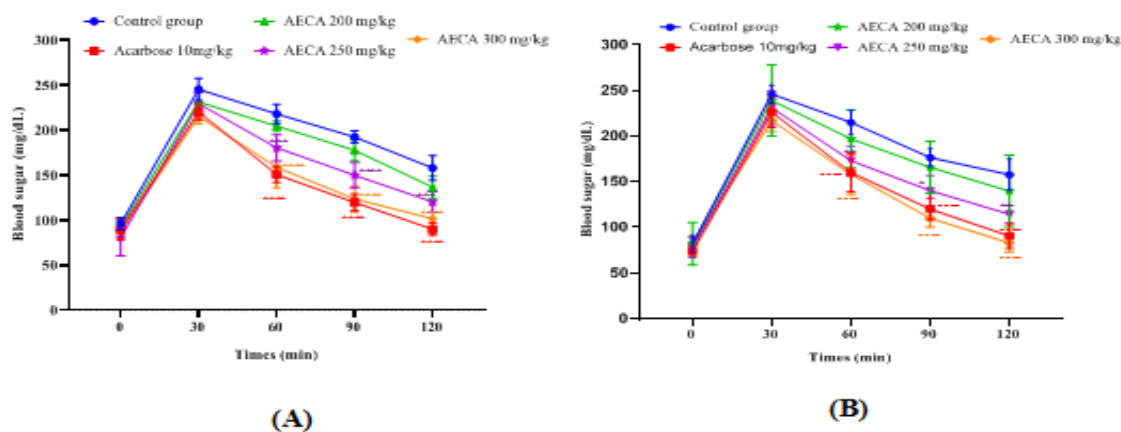 Control group
AECA 200 mg/kg
Acarbose 10mg/kg
AECA 250 mg/kg
AECA 300 mg/kg
Blood sugar (mg/dL)
300
250
200
150
100
50
0
0 30 60 90 120
Times (min)
(A)
Control group
AECA 200 mg/kg
Acarbose 10mg/kg
AECA 250 mg/kg
AECA 300 mg/kg
Blood sugar (mg/dL)
300
250
200
150
100
50
0
0 30 60 90 120
Times (min)
(B)